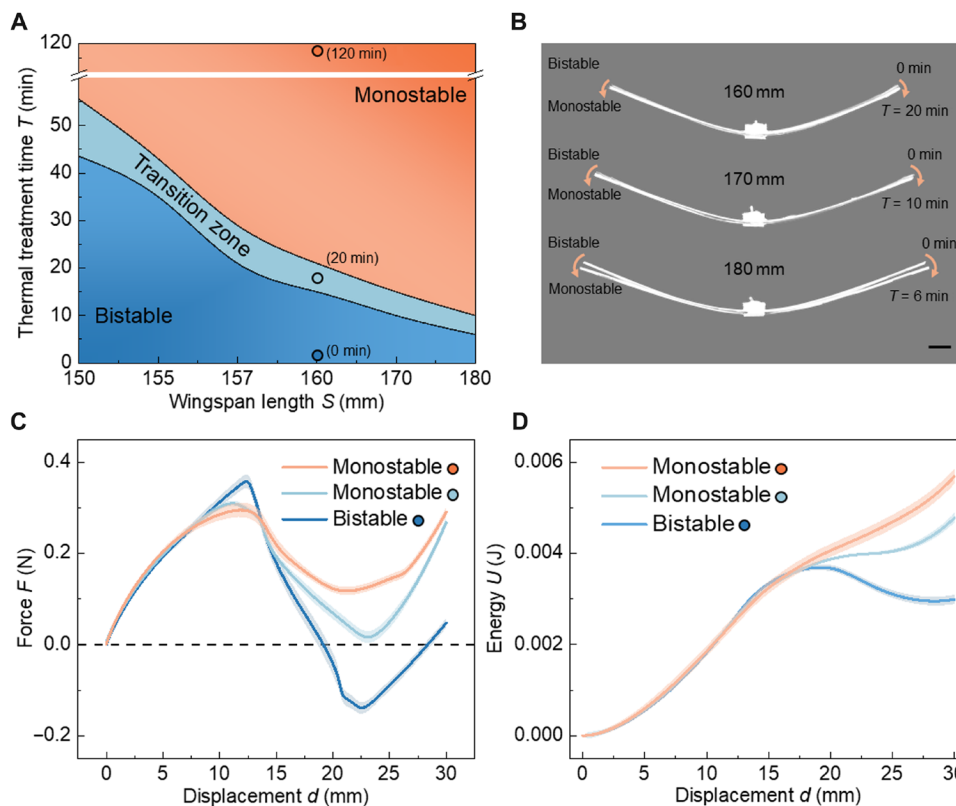 A
120
50
40
30
20
10
0
Thermal treatment time T (min)
(120 min)
Monostable
Transition zone
(20 min)
Bistable
(0 min)
150 155 157 160 170 180
Wingspan length S (mm)
B
Bistable
0 min
160 mm
Monostable
T = 20 min
Bistable
0 min
170 mm
Monostable
T = 10 min
Bistable
0 min
180 mm
Monostable
T = 6 min
C
0.4
0.2
0.0
−0.2
Force F (N)
Monostable
Monostable
Bistable
0 5 10 15 20 25 30
Displacement d (mm)
D
0.006
0.004
0.002
0.000
Energy U (J)
Monostable
Monostable
Bistable
0 5 10 15 20 25 30
Displacement d (mm)